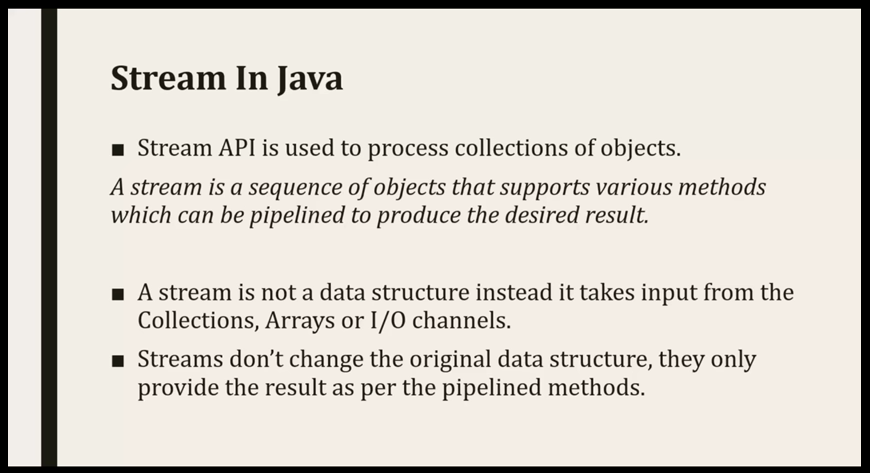 Stream In Java
■ Stream API is used to process collections of objects.
A stream is a sequence of objects that supports various methods
which can be pipelined to produce the desired result.
■ A stream is not a data structure instead it takes input from the
Collections, Arrays or I/O channels.
■ Streams don’t change the original data structure, they only
provide the result as per the pipelined methods.